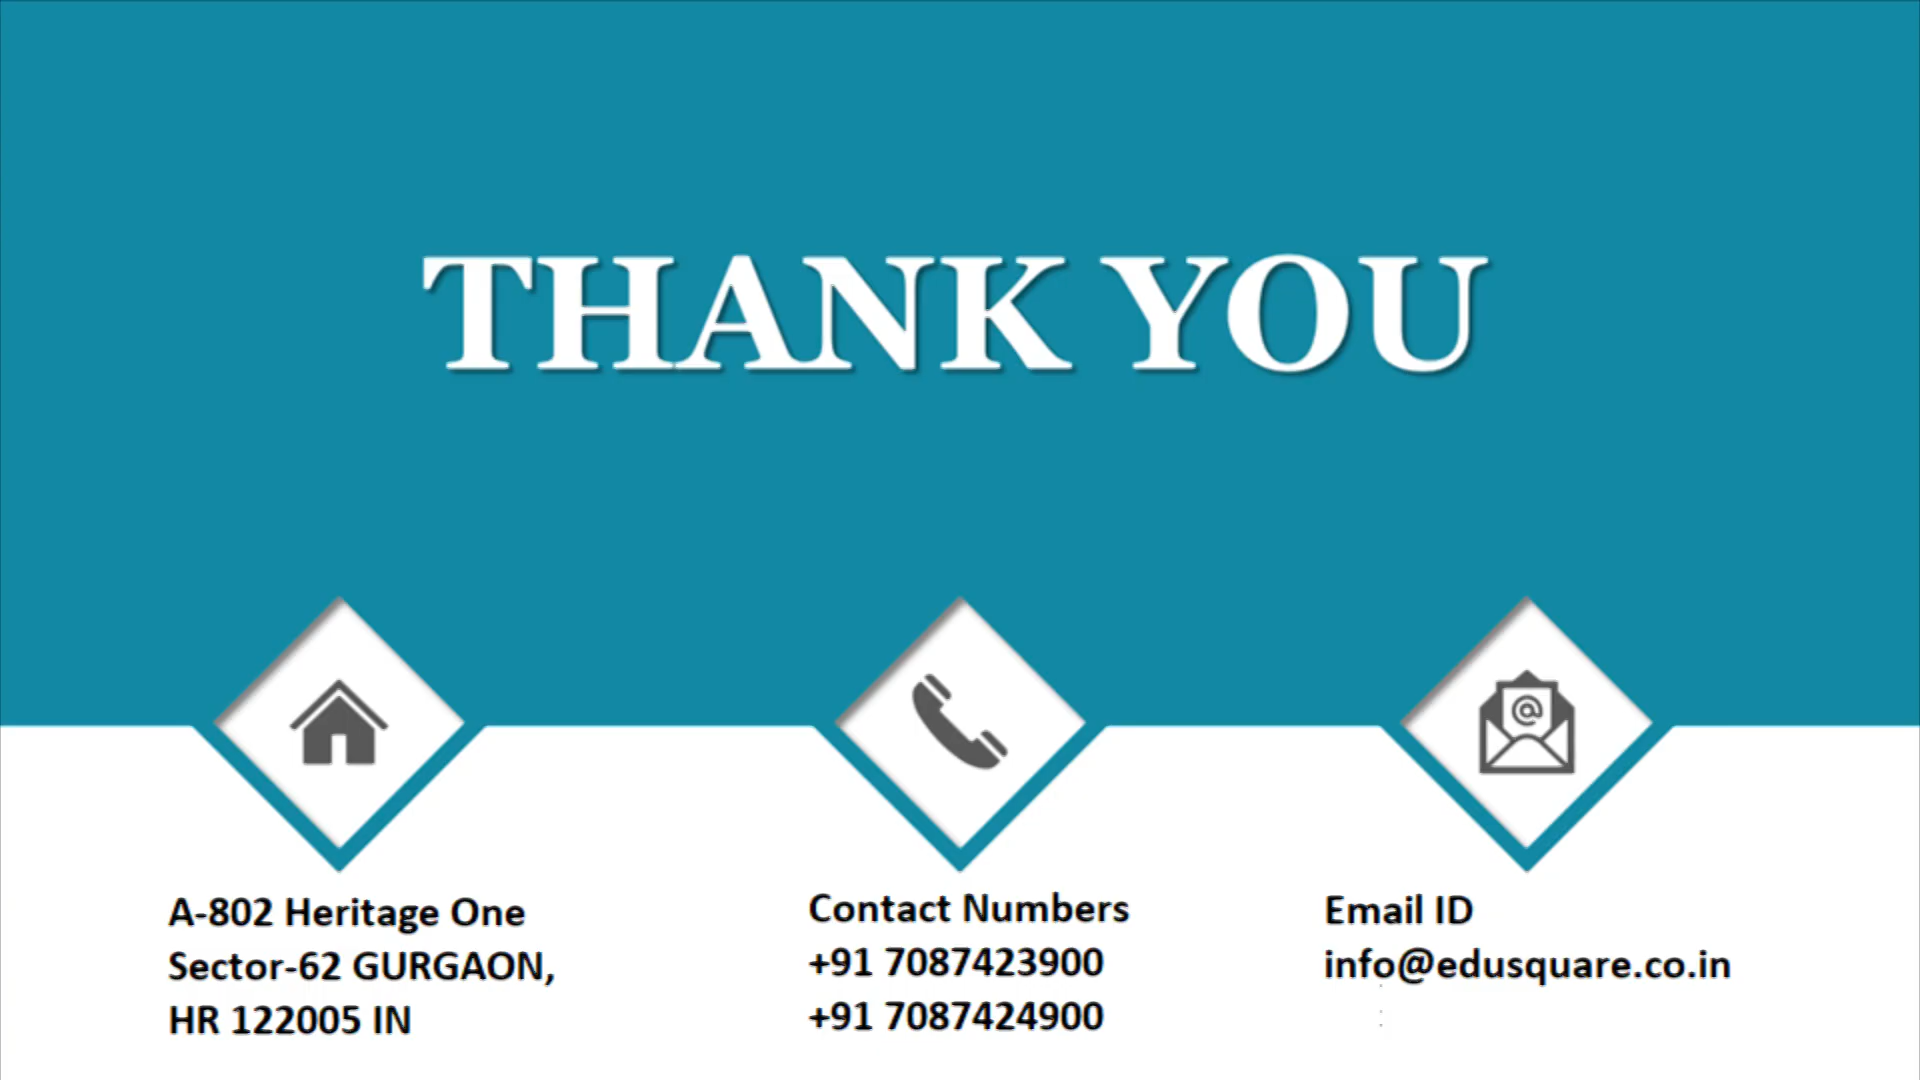 THANK YOU
A-802 Heritage One
Sector-62 GURGAON,
HR 122005 IN
Contact Numbers
+91 7087423900
+91 7087424900
Email ID
info@edusquare.co.in